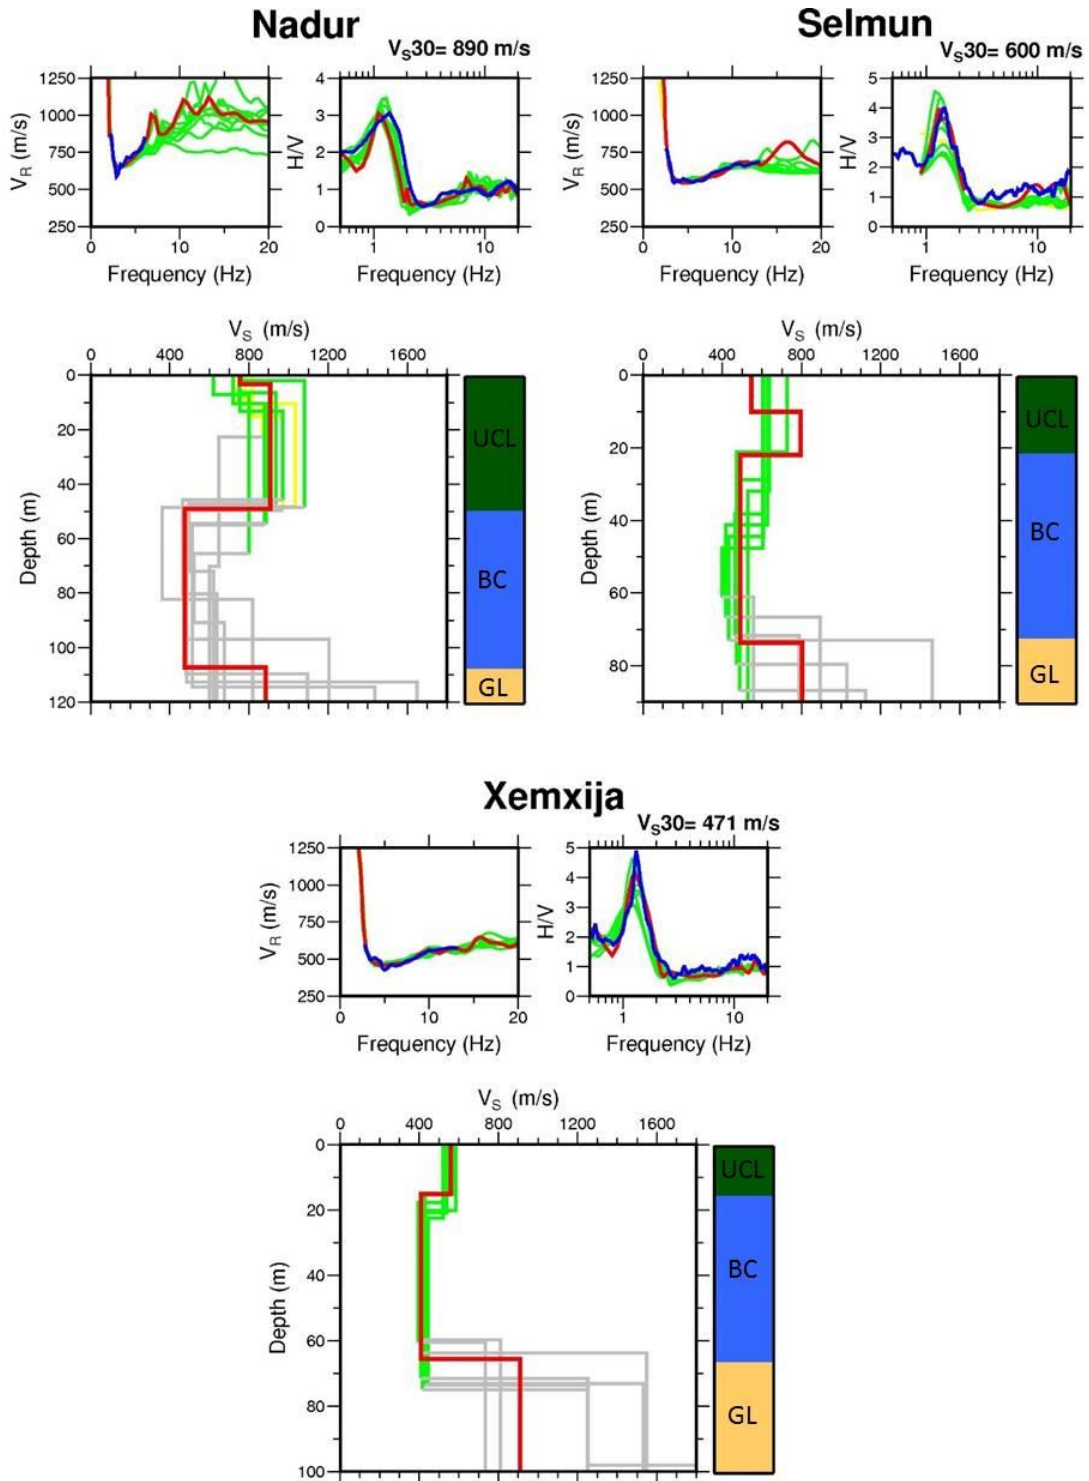 Nadur
VS30= 890 m/s
1250
1000
750
500
250
VR (m/s)
0 10 20
Frequency (Hz)
4
3
2
1
0
H/V
1 10
Frequency (Hz)
VS (m/s)
0 400 800 1200 1600
0
20
40
60
80
100
120
Depth (m)
UCL
BC
GL
Selmun
VS30= 600 m/s
1250
1000
750
500
250
VR (m/s)
0 10 20
Frequency (Hz)
5
4
3
2
1
0
H/V
1 10
Frequency (Hz)
VS (m/s)
0 400 800 1200 1600
0
20
40
60
80
Depth (m)
UCL
BC
GL
Xemxija
VS30= 471 m/s
1250
1000
750
500
250
VR (m/s)
0 10 20
Frequency (Hz)
5
4
3
2
1
0
H/V
1 10
Frequency (Hz)
VS (m/s)
0 400 800 1200 1600
0
20
40
60
80
100
Depth (m)
UCL
BC
GL